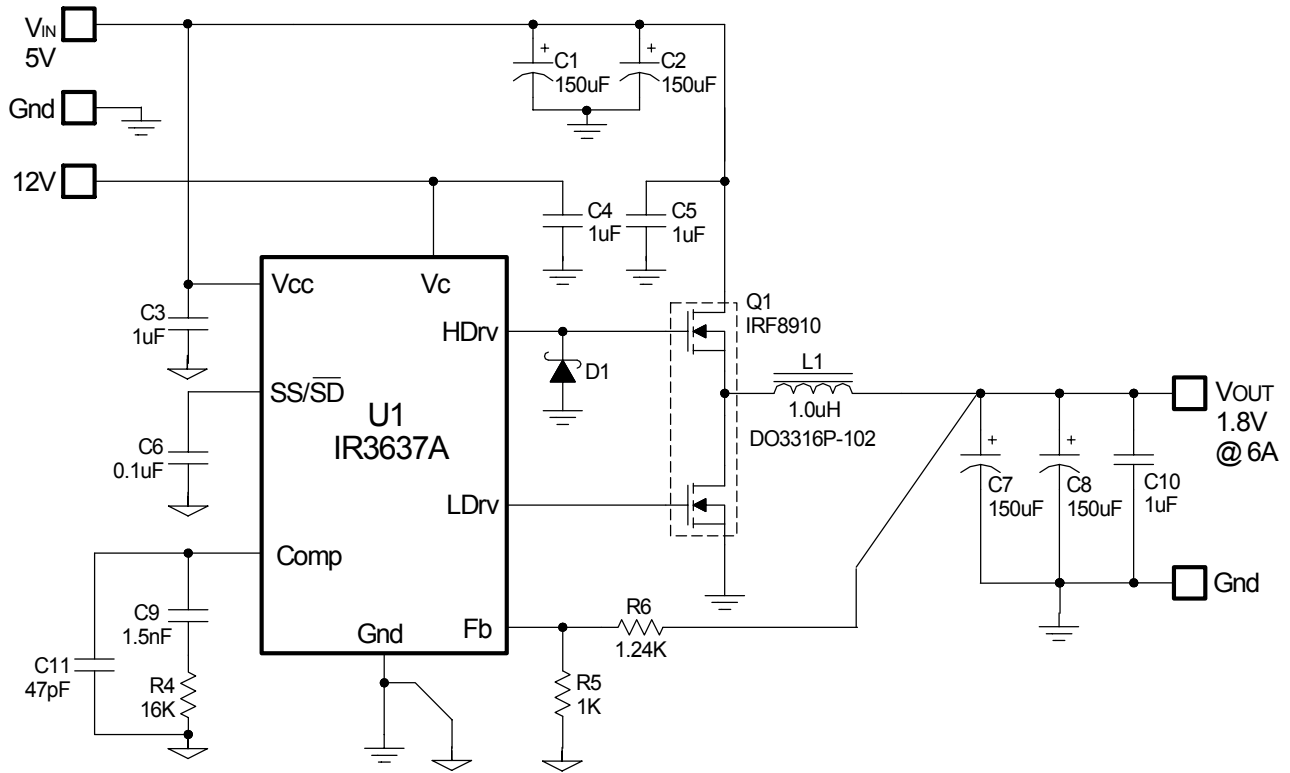 VIN
5V
Gnd
12V
C1
150uF
C2
150uF
C4
1uF
C5
1uF
C3
1uF
Vcc
Vc
HDrv
SS/SD
U1
IR3637A
LDrv
Comp
Gnd
Fb
C6
0.1uF
C9
1.5nF
C11
47pF
R4
16K
D1
Q1
IRF8910
L1
1.0uH
DO3316P-102
R6
1.24K
R5
1K
C7
150uF
C8
150uF
C10
1uF
VOUT
1.8V
@ 6A
Gnd